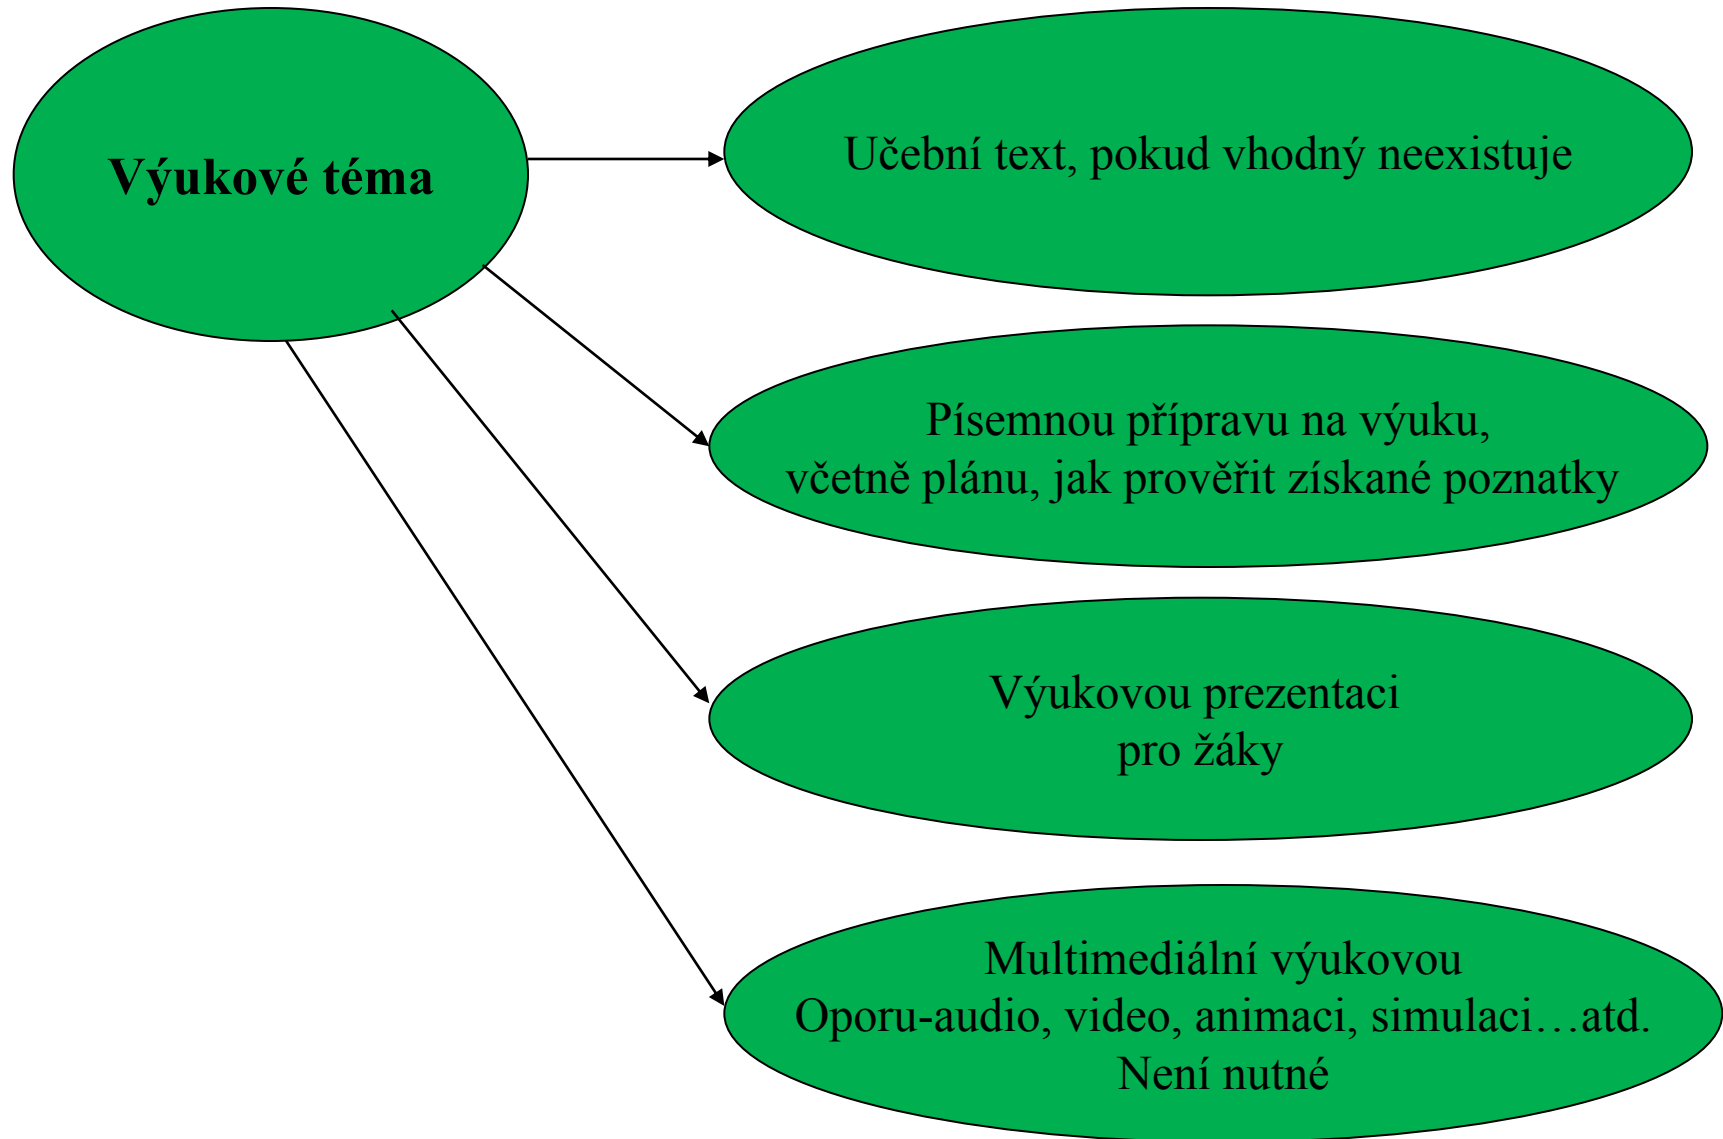 Výukové téma
Učební text, pokud vhodný neexistuje
Písemnou přípravu na výuku,
včetně plánu, jak prověřit získané poznatky
Výukovou prezentaci
pro žáky
Multimediální výukovou
Oporu-audio, video, animaci, simulaci…atd.
Není nutné